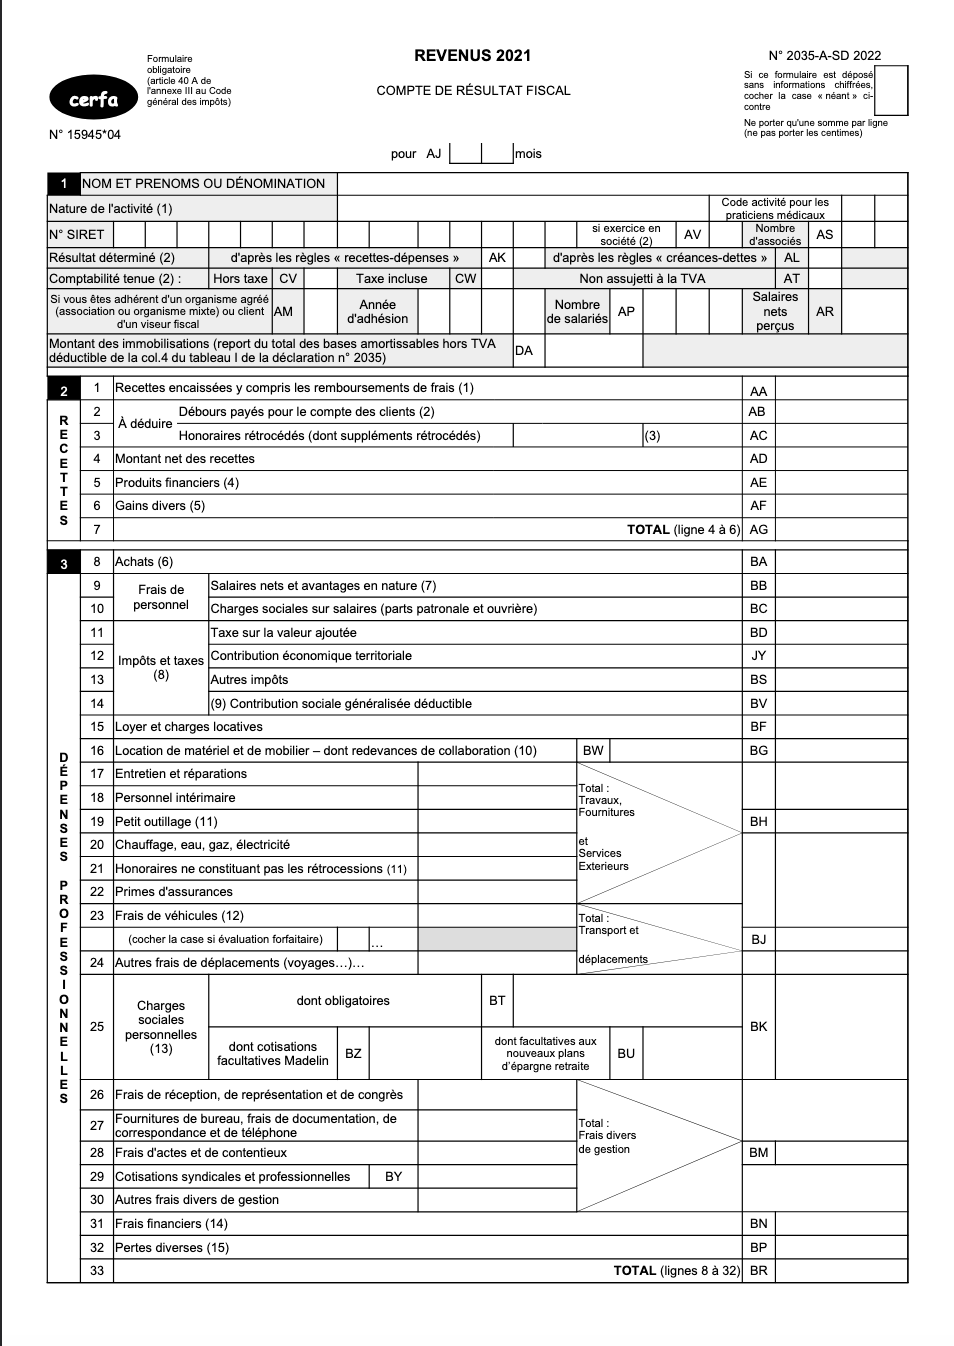 Formulaire
obligatoire
(article 40 A de
l'annexe III au Code
général des impôts)
cerfa
N° 15945*04
REVENUS 2021
COMPTE DE RÉSULTAT FISCAL
N° 2035-A-SD 2022
Si ce formulaire est déposé
sans informations chiffrées,
cocher la case « néant » ci-
contre
Ne porter qu'une somme par ligne
(ne pas porter les centimes)
pour AJ mois
1 NOM ET PRENOMS OU DÉNOMINATION
Nature de l'activité (1)
Code activité pour les
praticiens médicaux
N° SIRET
si exercice en
société (2)
AV
Nombre
d'associés
AS
Résultat déterminé (2) d'après les règles « recettes-dépenses » AK d'après les règles « créances-dettes » AL
Comptabilité tenue (2) : Hors taxe CV Taxe incluse CW Non assujetti à la TVA AT
Si vous êtes adhérent d'un organisme agréé
(association ou organisme mixte) ou client
d'un viseur fiscal
AM
Année
d'adhésion
Nombre
de salariés
AP
Salaires
nets
perçus
AR
Montant des immobilisations (report du total des bases amortissables hors TVA
déductible de la col.4 du tableau I de la déclaration n° 2035)
DA
2
RECETTES
1 Recettes encaissées y compris les remboursements de frais (1) AA
À déduire
2 Débours payés pour le compte des clients (2) AB
3 Honoraires rétrocédés (dont suppléments rétrocédés) (3) AC
4 Montant net des recettes AD
5 Produits financiers (4) AE
6 Gains divers (5) AF
7 TOTAL (ligne 4 à 6) AG
3
DÉPENSES PROFESSIONNELLES
8 Achats (6) BA
Frais de
personnel
9 Salaires nets et avantages en nature (7) BB
10 Charges sociales sur salaires (parts patronale et ouvrière) BC
Impôts et taxes
(8)
11 Taxe sur la valeur ajoutée BD
12 Contribution économique territoriale JY
13 Autres impôts BS
14 (9) Contribution sociale généralisée déductible BV
15 Loyer et charges locatives BF
16 Location de matériel et de mobilier – dont redevances de collaboration (10) BW BG
17 Entretien et réparations
18 Personnel intérimaire
19 Petit outillage (11)
20 Chauffage, eau, gaz, électricité
21 Honoraires ne constituant pas les rétrocessions (11)
22 Primes d'assurances
Total :
Travaux,
Fournitures
et
Services
Exterieurs
BH
23 Frais de véhicules (12)
(cocher la case si évaluation forfaitaire) …
24 Autres frais de déplacements (voyages…)…
Total :
Transport et
déplacements
BJ
25
Charges
sociales
personnelles
(13)
dont obligatoires BT
dont cotisations
facultatives Madelin
BZ
dont facultatives aux
nouveaux plans
d'épargne retraite
BU
BK
26 Frais de réception, de représentation et de congrès
27 Fournitures de bureau, frais de documentation, de
correspondance et de téléphone
28 Frais d'actes et de contentieux
29 Cotisations syndicales et professionnelles BY
30 Autres frais divers de gestion
Total :
Frais divers
de gestion
BM
31 Frais financiers (14) BN
32 Pertes diverses (15) BP
33 TOTAL (lignes 8 à 32) BR